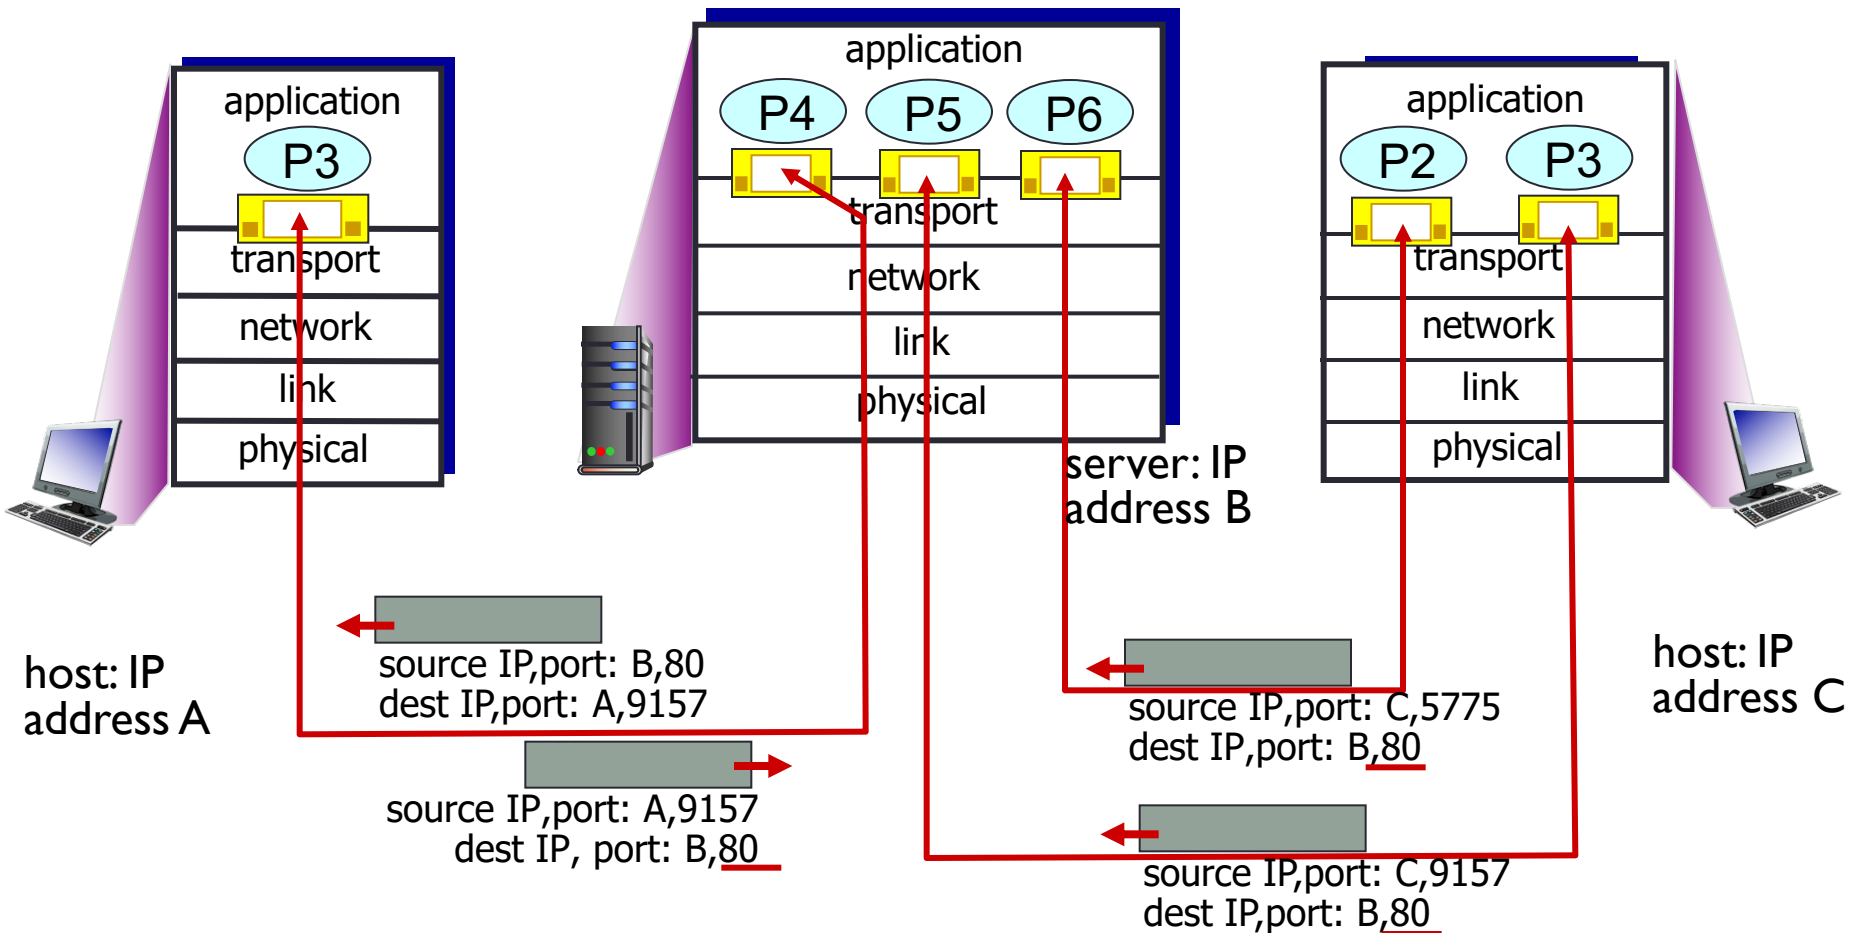 application
P3
transport
network
link
physical
host: IP
address A
application
P4
P5
P6
transport
network
link
physical
server: IP
address B
application
P2
P3
transport
network
link
physical
host: IP
address C
source IP,port: B,80
dest IP,port: A,9157
source IP,port: A,9157
dest IP, port: B,80
source IP,port: C,5775
dest IP,port: B,80
source IP,port: C,9157
dest IP,port: B,80